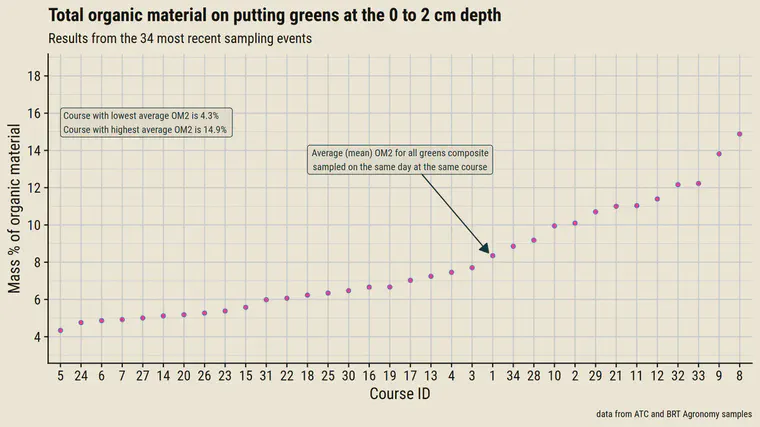 Total organic material on putting greens at the 0 to 2 cm depth
Results from the 34 most recent sampling events
Mass % of organic material
18
16
14
12
10
8
6
4
Course with lowest average OM2 is 4.3%
Course with highest average OM2 is 14.9%
Average (mean) OM2 for all greens composite
sampled on the same day at the same course
5 24 6 7 27 14 20 26 23 15 31 22 18 25 30 16 19 17 13 4 3 1 34 28 10 2 29 21 11 12 32 33 9 8
Course ID
data from ATC and BRT Agronomy samples